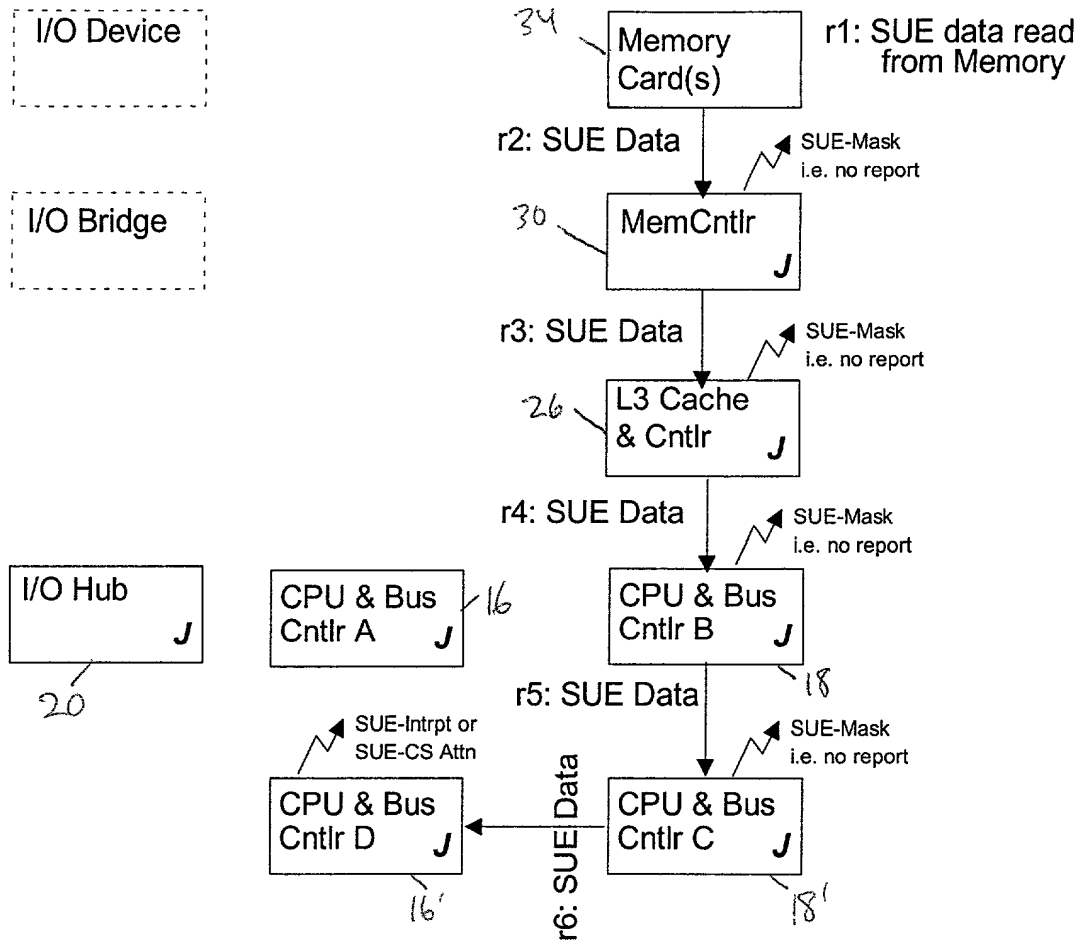 I/O Device
34
Memory
Card(s)
r1: SUE data read
from Memory
r2: SUE Data
SUE-Mask
i.e. no report
I/O Bridge
30
MemCntlr
J
r3: SUE Data
SUE-Mask
i.e. no report
26
L3 Cache
& Cntlr
J
r4: SUE Data
SUE-Mask
i.e. no report
I/O Hub
J
20
CPU & Bus
Cntlr A
J
16
CPU & Bus
Cntlr B
J
18
r5: SUE Data
SUE-Intrpt or
SUE-CS Attn
SUE-Mask
i.e. no report
CPU & Bus
Cntlr D
J
16'
r6: SUE Data
CPU & Bus
Cntlr C
J
18'